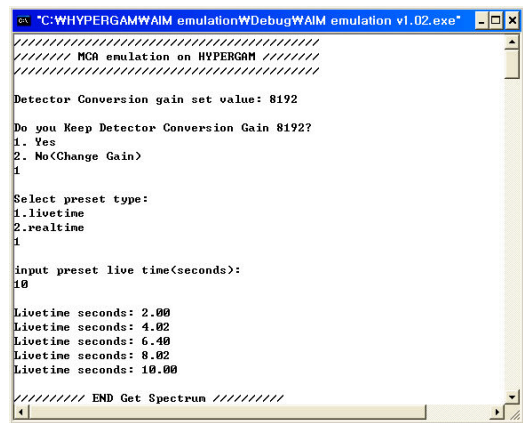 "C:₩HYPERGAM₩AIM emulation₩Debug₩AIM emulation v1.02.exe"
///////////////////////////////////////////
//////// MCA emulation on HYPERGAM ////////
///////////////////////////////////////////
Detector Conversion gain set value: 8192
Do you Keep Detector Conversion Gain 8192?
1. Yes
2. No(Change Gain)
1
Select preset type:
1.livetime
2.realtime
1
input preset live time(seconds):
10
Livetime seconds: 2.00
Livetime seconds: 4.02
Livetime seconds: 6.40
Livetime seconds: 8.02
Livetime seconds: 10.00
////////// END Get Spectrum //////////